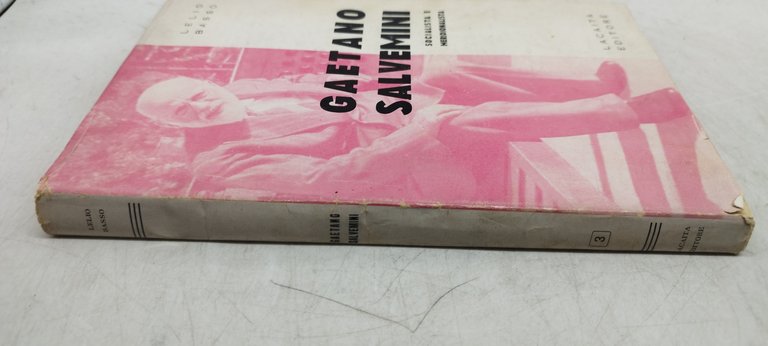 LELIO
BASSO
GAETANO
SALVEMINI
SOCIALISTA E
MERIDIONALISTA
LACAITA
EDITORE
LELIO
BASSO
GAETANO
SALVEMINI
3
LACAITA
EDITORE